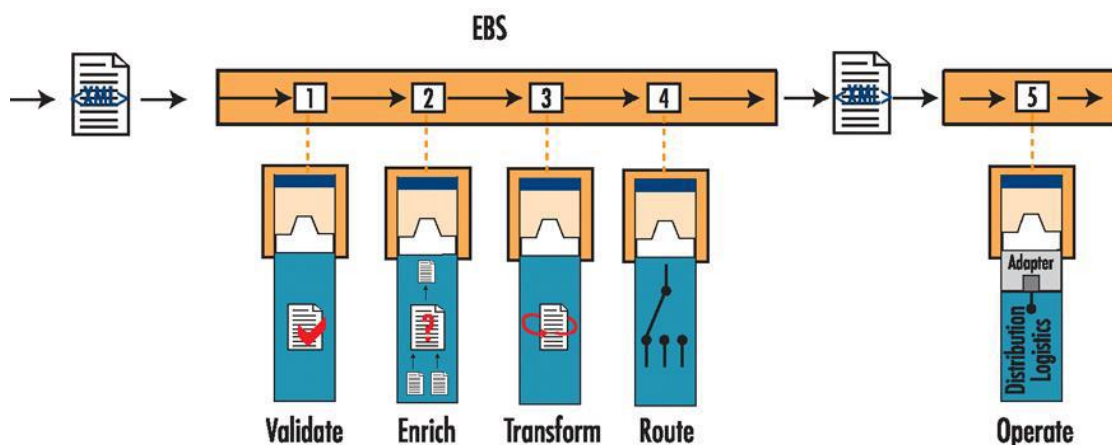 EBS
<XML>
1
2
3
4
<XML>
5
Adapter
Distribution
Logistics
?
Validate
Enrich
Transform
Route
Operate